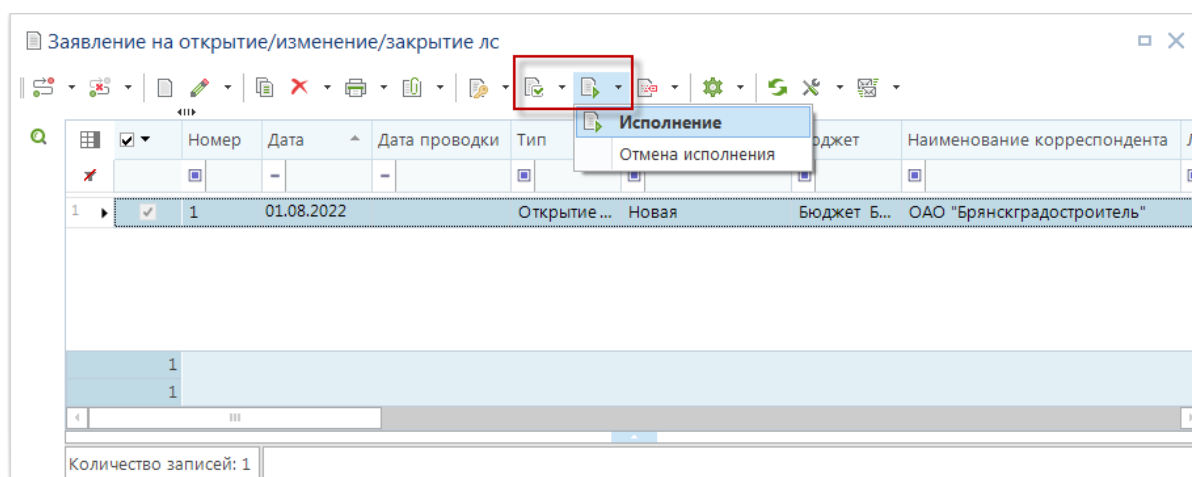 Заявление на открытие/изменение/закрытие лс
Исполнение
Отмена исполнения
Номер Дата Дата проводки Тип юджет Наименование корреспондента Л
1 1 01.08.2022 Открытие ... Новая Бюджет Б... ОАО "Брянскградостроитель"
1
1
Количество записей: 1